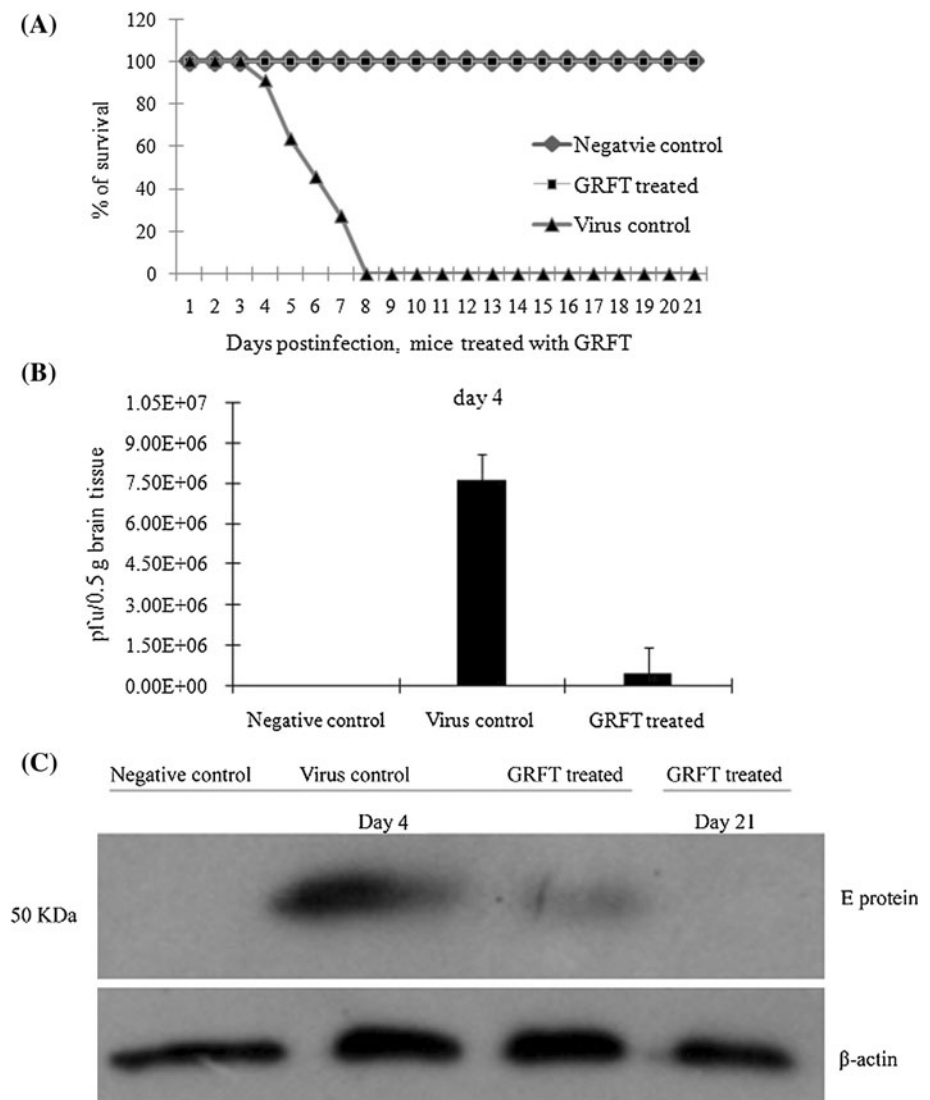 (A)
120
100
80
60
40
20
0
% of survival
Negatvie control
GRFT treated
Virus control
1 2 3 4 5 6 7 8 9 10 11 12 13 14 15 16 17 18 19 20 21
Days postinfection, mice treated with GRFT
(B)
day 4
1.05E+07
9.00E+06
7.50E+06
6.00E+06
4.50E+06
3.00E+06
1.50E+06
0.00E+00
pfu/0.5 g brain tissue
Negative control Virus control GRFT treated
(C)
Negative control Virus control GRFT treated GRFT treated
Day 4 Day 21
50 KDa
E protein
β-actin